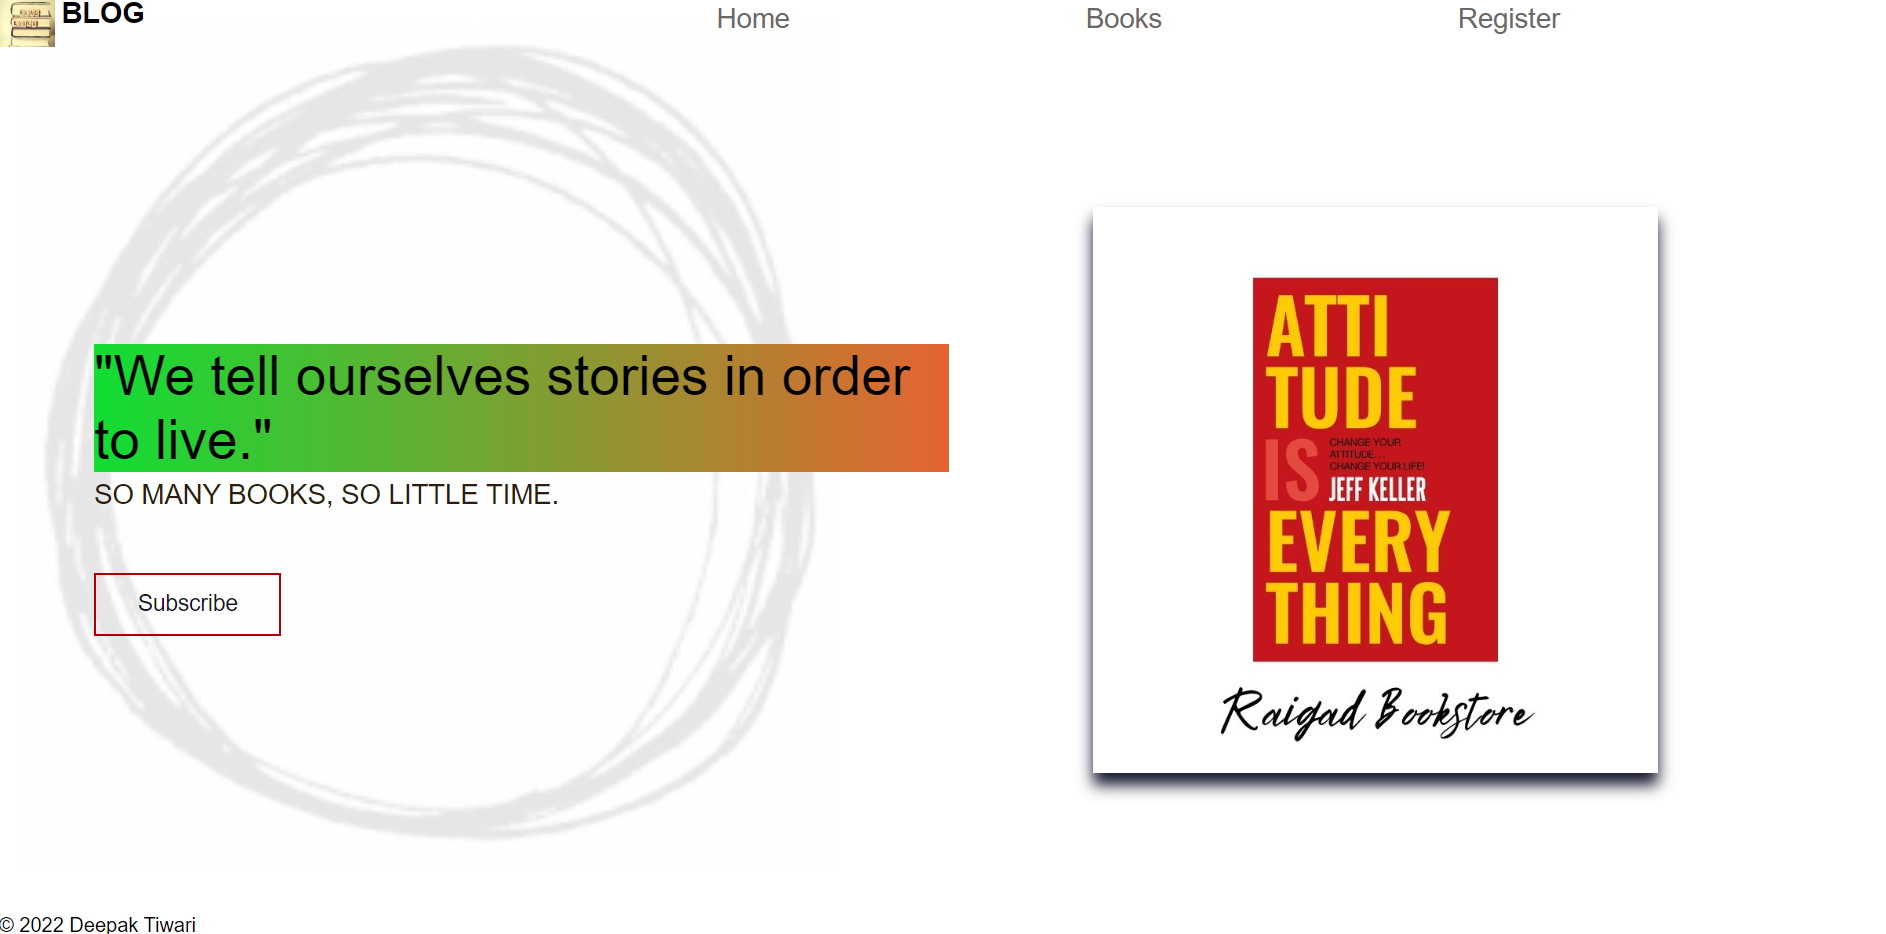 BLOG
Home
Books
Register
"We tell ourselves stories in order
to live."
SO MANY BOOKS, SO LITTLE TIME.
Subscribe
ATTI
TUDE
IS
CHANGE YOUR
ATTITUDE...
CHANGE YOUR LIFE!
JEFF KELLER
EVERY
THING
Raigad Bookstore
© 2022 Deepak Tiwari